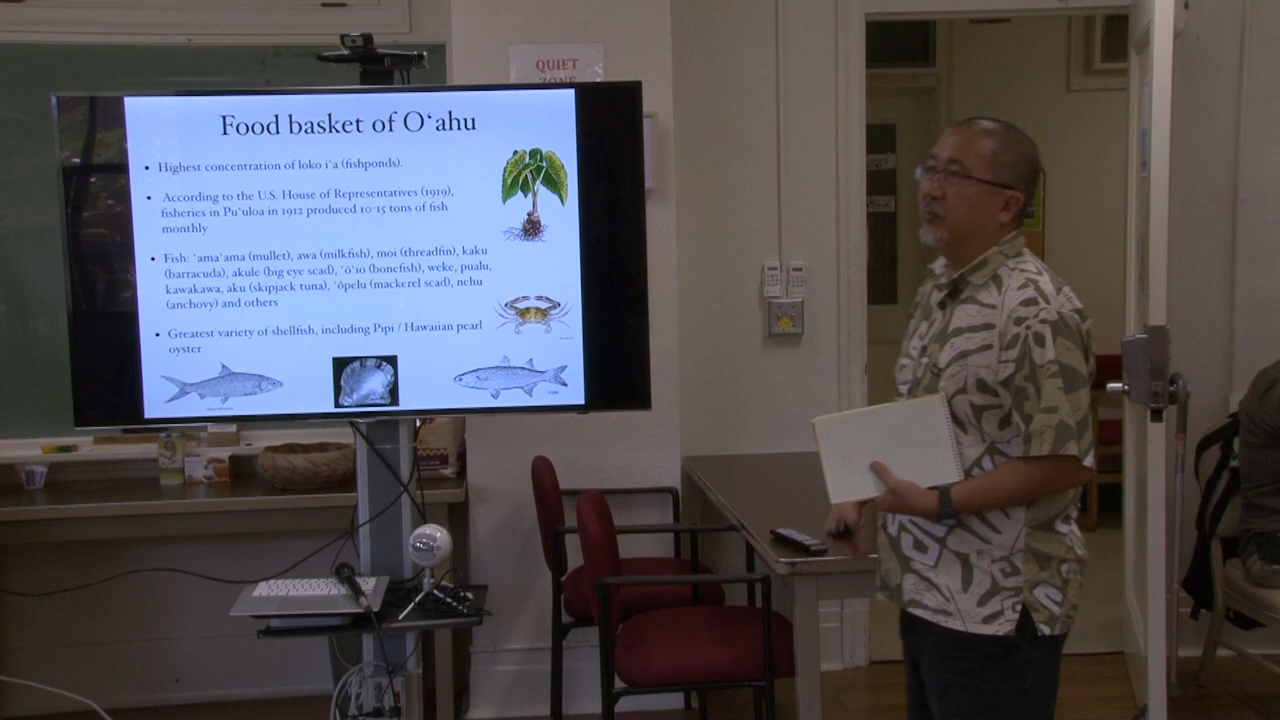 QUIET
ZONE
Food basket of Oʻahu
• Highest concentration of loko iʻa (fishponds).
• According to the U.S. House of Representatives (1919),
fisheries in Puʻuloa in 1912 produced 10-15 tons of fish
monthly
• Fish: ʻamaʻama (mullet), awa (milkfish), moi (threadfin), kaku
(barracuda), akule (big eye scad), ʻōʻio (bonefish), weke, pualu,
kawakawa, aku (skipjack tuna), ʻōpelu (mackerel scad), nehu
(anchovy) and others
• Greatest variety of shellfish, including Pipi / Hawaiian pearl
oyster